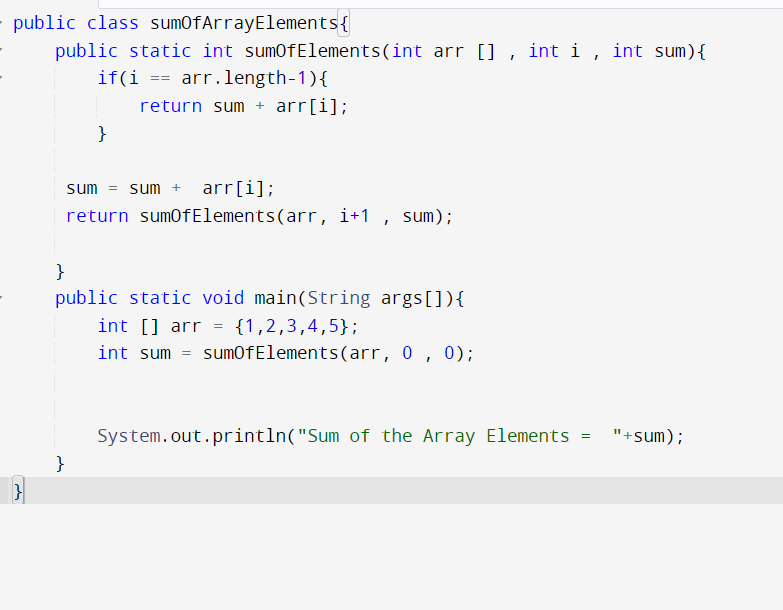 public class sumOfArrayElements{
public static int sumOfElements(int arr [] , int i , int sum){
if(i == arr.length-1){
return sum + arr[i];
}
sum = sum +  arr[i];
return sumOfElements(arr, i+1 , sum);
}
public static void main(String args[]){
int [] arr = {1,2,3,4,5};
int sum = sumOfElements(arr, 0 , 0);
System.out.println("Sum of the Array Elements =  "+sum);
}
}